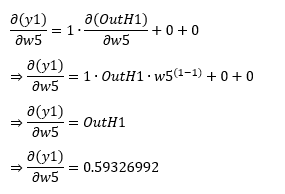 ∂(y1)/∂w5 = 1 · ∂(OutH1)/∂w5 + 0 + 0
⇒ ∂(y1)/∂w5 = 1 · OutH1 · w5^(1−1) + 0 + 0
⇒ ∂(y1)/∂w5 = OutH1
⇒ ∂(y1)/∂w5 = 0.59326992